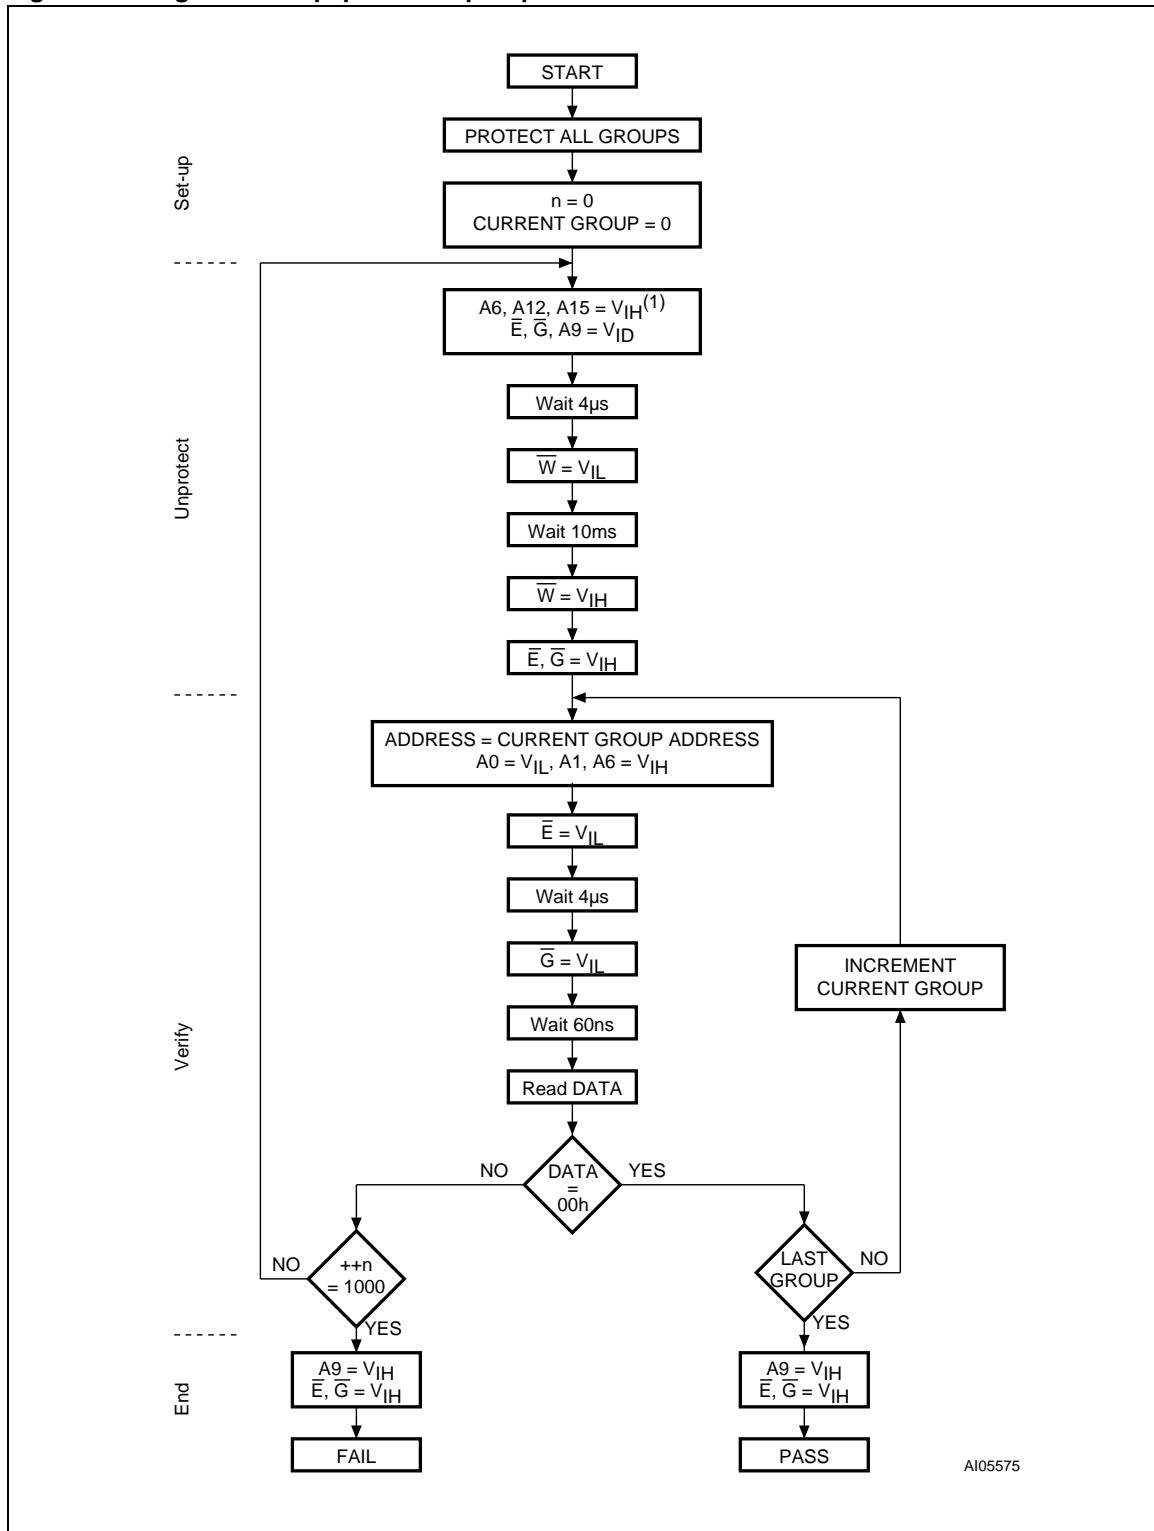 START
PROTECT ALL GROUPS
n = 0
CURRENT GROUP = 0
Set-up
A6, A12, A15 = VIH(1)
E̅, G̅, A9 = VID
Wait 4µs
W̅ = VIL
Unprotect
Wait 10ms
W̅ = VIH
E̅, G̅ = VIH
ADDRESS = CURRENT GROUP ADDRESS
A0 = VIL, A1, A6 = VIH
E̅ = VIL
Wait 4µs
G̅ = VIL
INCREMENT
CURRENT GROUP
Wait 60ns
Verify
Read DATA
NO
DATA
=
00h
YES
NO
++n
= 1000
YES
LAST
GROUP
NO
YES
End
A9 = VIH
E̅, G̅ = VIH
A9 = VIH
E̅, G̅ = VIH
FAIL
PASS
AI05575